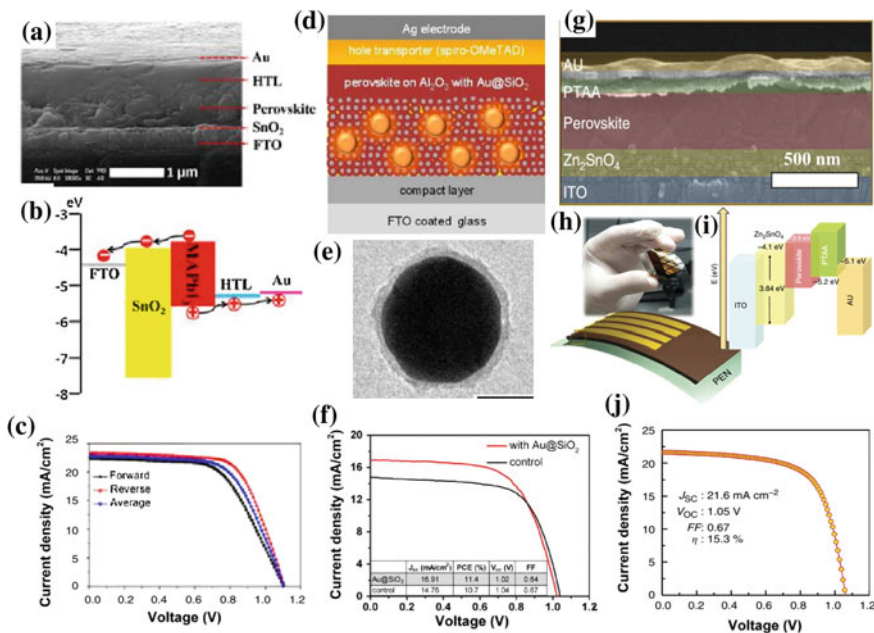 (a)
Au
HTL
Perovskite
SnO₂
FTO
1 μm
(b)
eV
-3
-4
-5
-6
-7
-8
FTO
SnO₂
HTL
Au
(c)
Current density (mA/cm²)
25
20
15
10
5
0
Forward
Reverse
Average
0.0 0.2 0.4 0.6 0.8 1.0 1.2
Voltage (V)
(d)
Ag electrode
hole transporter (spiro-OMeTAD)
perovskite on Al₂O₃ with Au@SiO₂
compact layer
FTO coated glass
(e)
(f)
Current density (mA/cm²)
20
16
12
8
4
0
with Au@SiO₂
control
Jsc (mA/cm²) PCE (%) Voc (V) FF
Au@SiO₂ 16.91 11.4 1.02 0.64
control 14.76 10.7 1.04 0.67
0.0 0.2 0.4 0.6 0.8 1.0 1.2
Voltage (V)
(g)
AU
PTAA
Perovskite
Zn₂SnO₄
ITO
500 nm
(h)
PEN
(i)
E (eV)
ITO
Zn₂SnO₄
−4.1 eV
3.84 eV
Perovskite
PTAA
−5.2 eV
−5.1 eV
AU
(j)
Current density (mA/cm²)
25
20
15
10
5
0
JSC : 21.6 mA cm⁻²
VOC : 1.05 V
FF: 0.67
η : 15.3 %
0.0 0.2 0.4 0.6 0.8 1.0
Voltage (V)